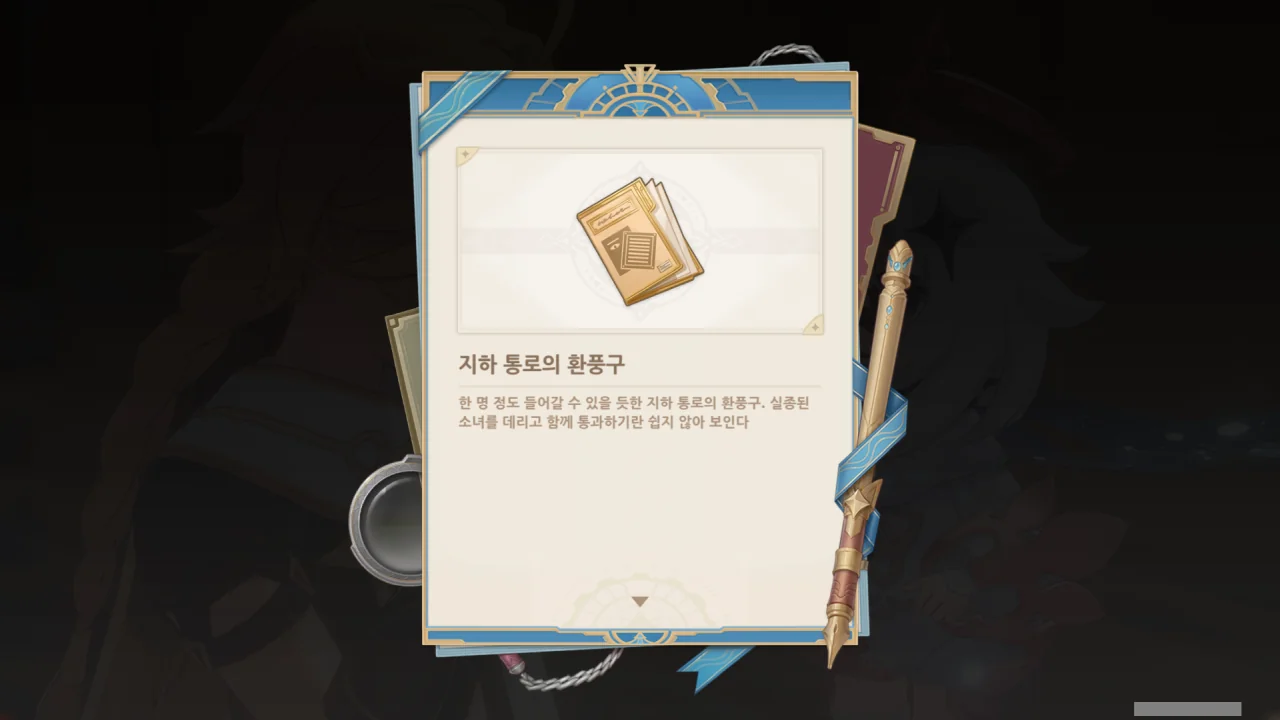 지하 통로의 환풍구
한 명 정도 들어갈 수 있을 듯한 지하 통로의 환풍구. 실종된
소녀를 데리고 함께 통과하기란 쉽지 않아 보인다